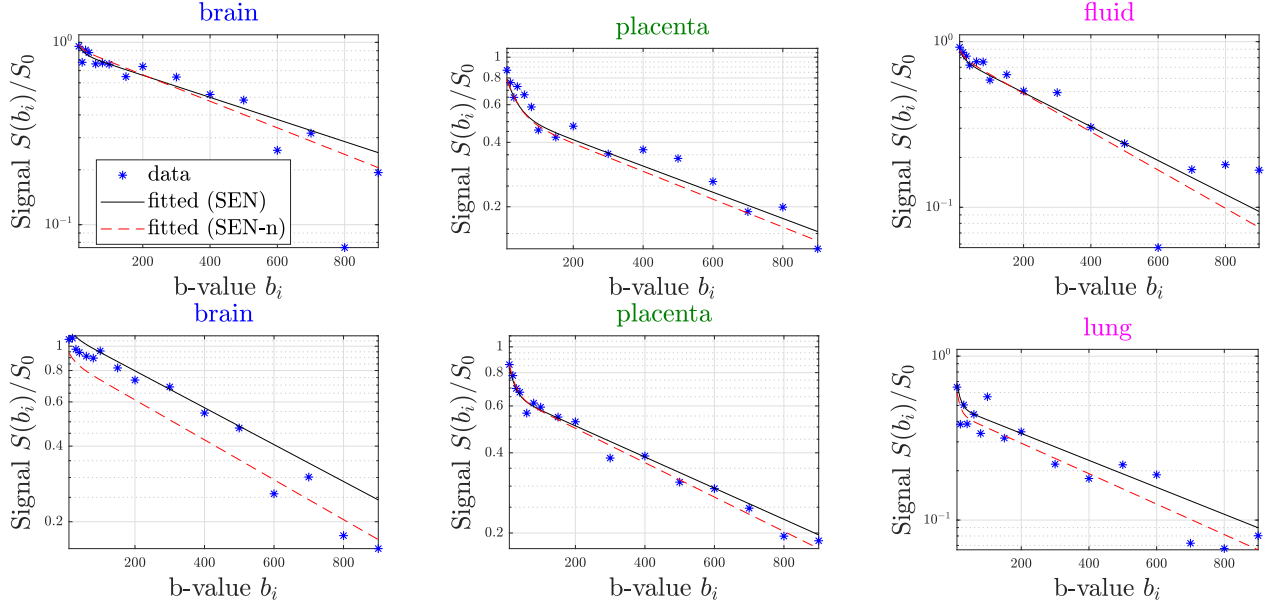 brain
placenta
fluid
Signal S(b_i)/S_0
10^0
10^-1
data
fitted (SEN)
fitted (SEN-n)
200 400 600 800
b-value b_i
Signal S(b_i)/S_0
1
0.8
0.6
0.4
0.2
200 400 600 800
b-value b_i
Signal S(b_i)/S_0
10^0
10^-1
200 400 600 800
b-value b_i
brain
placenta
lung
Signal S(b_i)/S_0
1
0.8
0.6
0.4
0.2
200 400 600 800
b-value b_i
Signal S(b_i)/S_0
1
0.8
0.6
0.4
0.2
200 400 600 800
b-value b_i
Signal S(b_i)/S_0
10^0
10^-1
200 400 600 800
b-value b_i